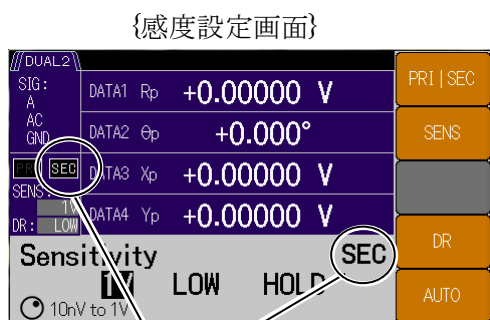 {感度設定画面}
DUAL2
SIG:
A
AC
GND
DATA1 Rp +0.00000 V
DATA2 θp +0.000°
DATA3 Xp +0.00000 V
DATA4 Yp +0.00000 V
PRI SEC
SENS:
1V
DR: LOW
Sensitivity SEC
1V LOW HOLD
10nV to 1V
PRI | SEC
SENS
DR
AUTO